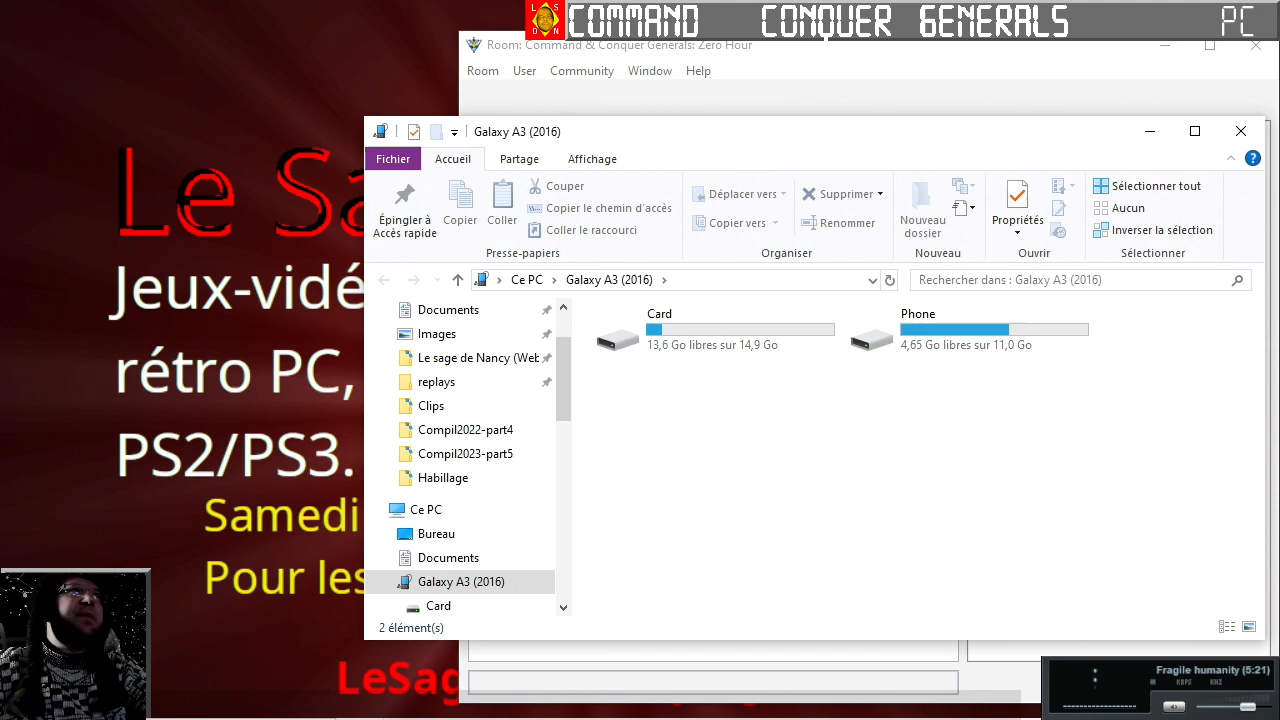 LS
DN
COMMAND CONQUER GENERALS PC
Room: Command & Conquer Generals: Zero Hour
Room User Community Window Help
Galaxy A3 (2016)
Fichier Accueil Partage Affichage
Épingler à
Accès rapide
Copier
Coller
Couper
Copier le chemin d'accès
Coller le raccourci
Presse-papiers
Déplacer vers
Copier vers
Supprimer
Renommer
Organiser
Nouveau
dossier
Nouveau
Propriétés
Ouvrir
Sélectionner tout
Aucun
Inverser la sélection
Sélectionner
Ce PC > Galaxy A3 (2016) >
Rechercher dans : Galaxy A3 (2016)
Documents
Images
Le sage de Nancy (Web
replays
Clips
Compil2022-part4
Compil2023-part5
Habillage
Ce PC
Bureau
Documents
Galaxy A3 (2016)
Card
Card
13,6 Go libres sur 14,9 Go
Phone
4,65 Go libres sur 11,0 Go
2 élément(s)
Le Sa
Jeux-vidé
rétro PC,
PS2/PS3.
Samedi
Pour les
LeSag
Fragile humanity (5:21)
KBPS KHZ